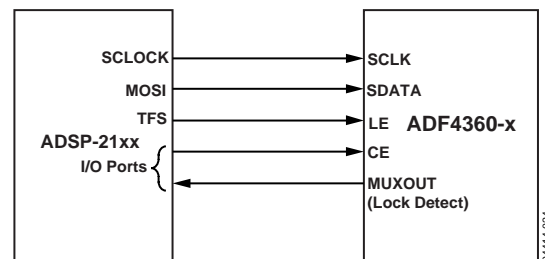 SCLOCK
MOSI
TFS
ADSP-21xx
I/O Ports
SCLK
SDATA
LE
ADF4360-x
CE
MUXOUT
(Lock Detect)